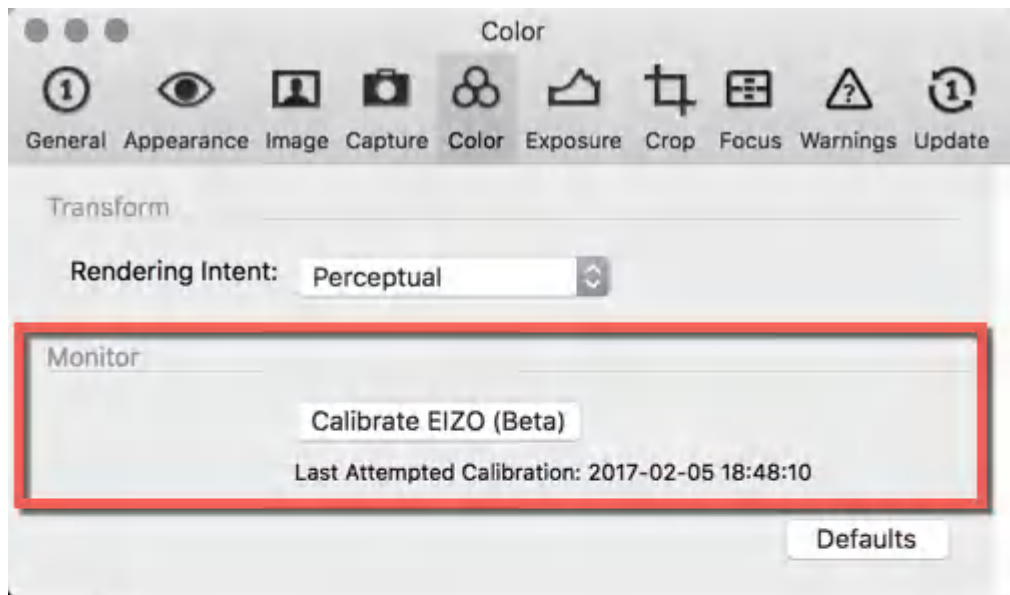 Color
General Appearance Image Capture Color Exposure Crop Focus Warnings Update
Transform
Rendering Intent: Perceptual
Monitor
Calibrate EIZO (Beta)
Last Attempted Calibration: 2017-02-05 18:48:10
Defaults